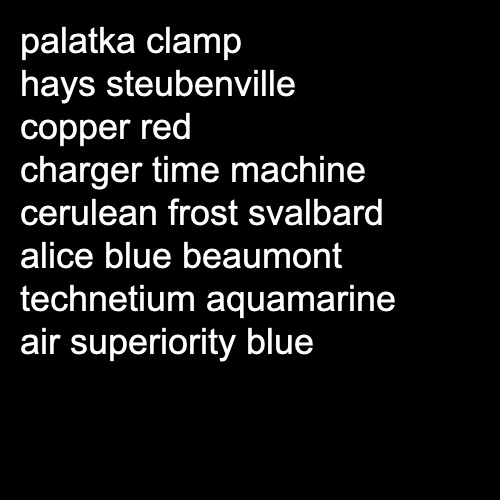 palatka clamp
hays steubenville
copper red
charger time machine
cerulean frost svalbard
alice blue beaumont
technetium aquamarine
air superiority blue